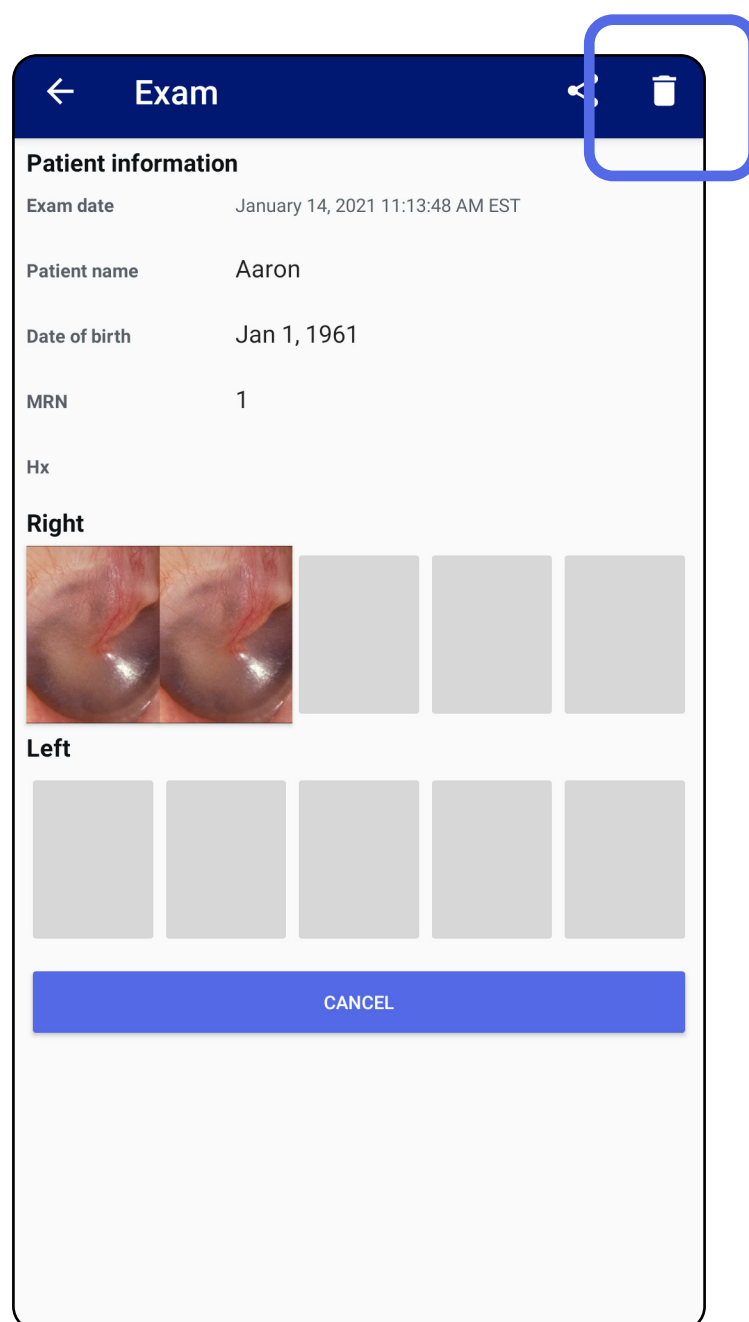 Exam
Patient information
Exam date January 14, 2021 11:13:48 AM EST
Patient name Aaron
Date of birth Jan 1, 1961
MRN 1
Hx
Right
Left
CANCEL